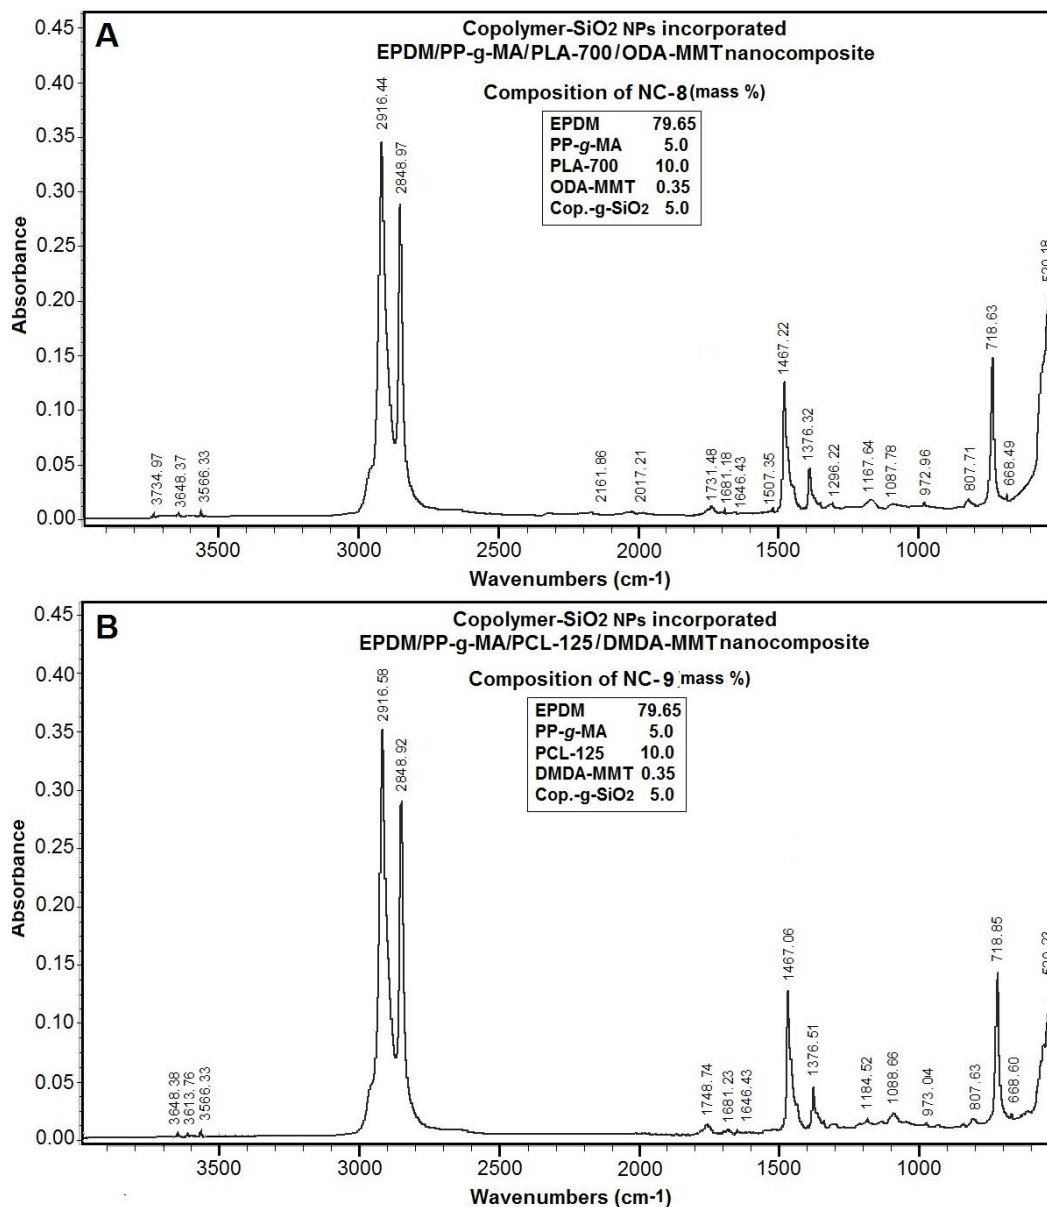 A
Copolymer-SiO2 NPs incorporated
EPDM/PP-g-MA/PLA-700/ODA-MMT nanocomposite
Composition of NC-8 (mass %)
EPDM 79.65
PP-g-MA 5.0
PLA-700 10.0
ODA-MMT 0.35
Cop.-g-SiO2 5.0
Absorbance
0.45
0.40
0.35
0.30
0.25
0.20
0.15
0.10
0.05
0.00
3734.97
3648.37
3566.33
2916.44
2848.97
2161.86
2017.21
1731.48
1681.18
1646.43
1507.35
1467.22
1376.32
1296.22
1167.64
1087.78
972.96
807.71
718.63
668.49
3500 3000 2500 2000 1500 1000
Wavenumbers (cm-1)
B
Copolymer-SiO2 NPs incorporated
EPDM/PP-g-MA/PCL-125/DMDA-MMT nanocomposite
Composition of NC-9 (mass %)
EPDM 79.65
PP-g-MA 5.0
PCL-125 10.0
DMDA-MMT 0.35
Cop.-g-SiO2 5.0
Absorbance
0.45
0.40
0.35
0.30
0.25
0.20
0.15
0.10
0.05
0.00
3648.38
3613.76
3566.33
2916.58
2848.92
1748.74
1681.23
1646.43
1467.06
1376.51
1184.52
1088.66
973.04
807.63
718.85
668.60
3500 3000 2500 2000 1500 1000
Wavenumbers (cm-1)